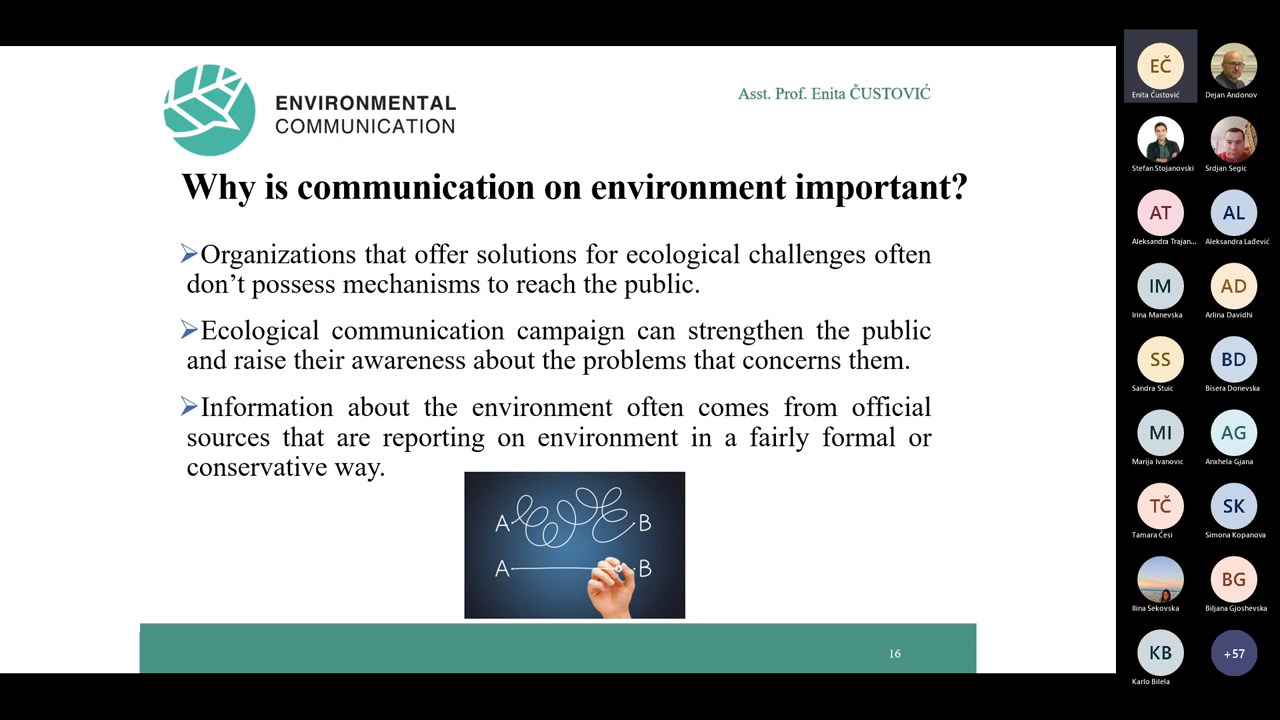 ENVIRONMENTAL
COMMUNICATION
Asst. Prof. Enita ČUSTOVIĆ
Why is communication on environment important?
Organizations that offer solutions for ecological challenges often
don’t possess mechanisms to reach the public.
Ecological communication campaign can strengthen the public
and raise their awareness about the problems that concerns them.
Information about the environment often comes from official
sources that are reporting on environment in a fairly formal or
conservative way.
A B
A B
16
EČ
Enita Čustović
Dejan Andonov
Stefan Stojanovski
Srdjan Segic
AT
Aleksandra Trajan...
AL
Aleksandra Lađević
IM
Irina Manevska
AD
Arlina Davidhi
SS
Sandra Stuic
BD
Bisera Donevska
MI
Marija Ivanovic
AG
Anxhela Gjana
TČ
Tamara Ćesi
SK
Simona Kopanova
Ilina Sekovska
BG
Biljana Gjoshevska
KB
Karlo Bilela
+57